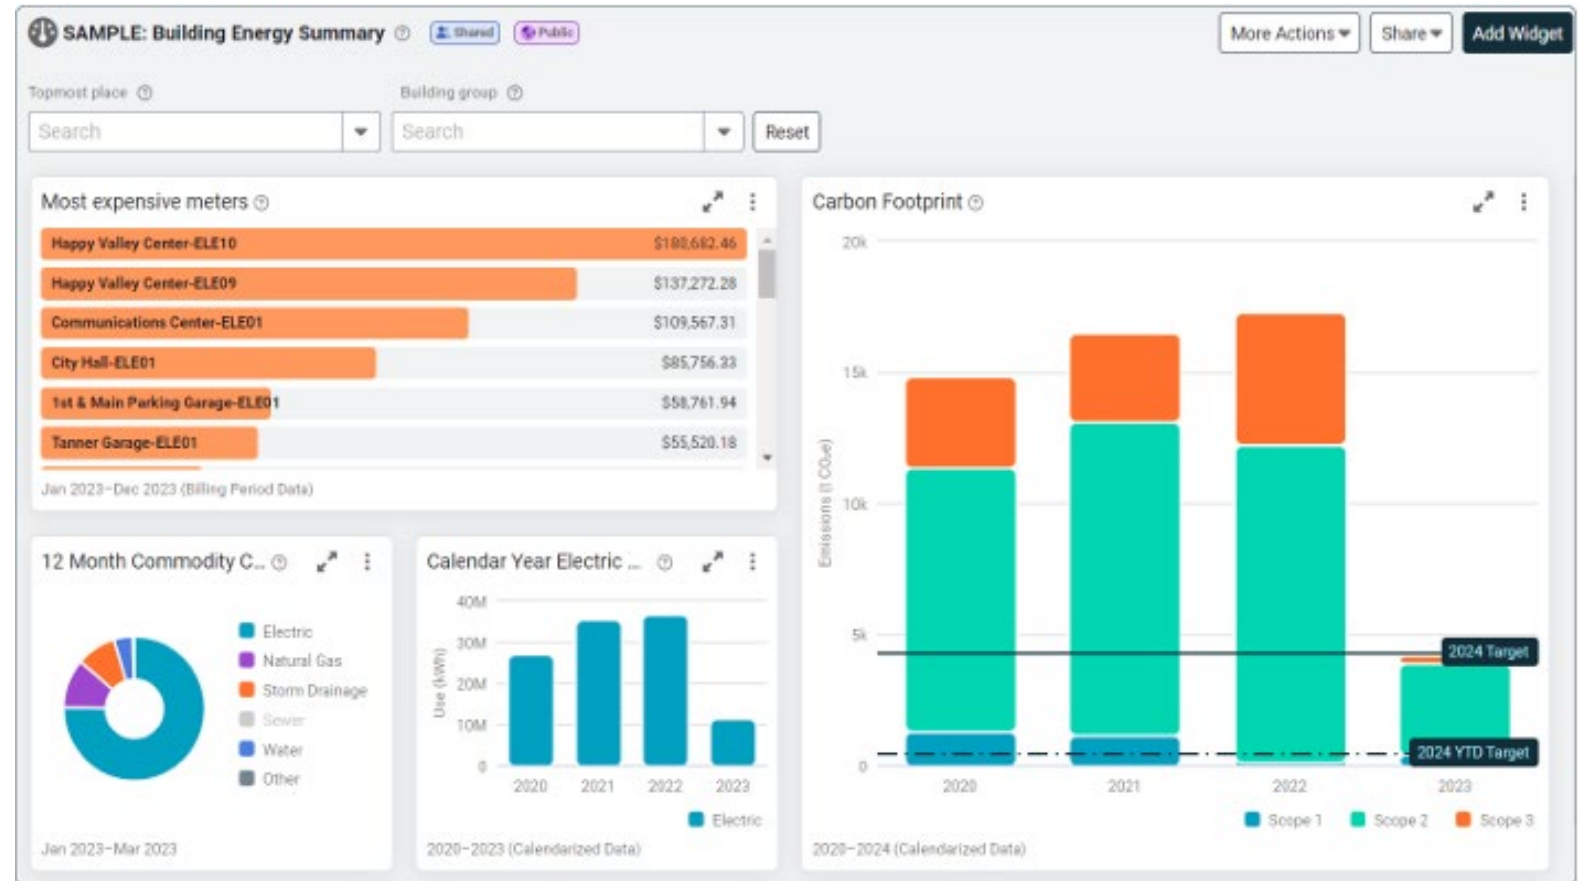 SAMPLE: Building Energy Summary Shared Public More Actions Share Add Widget
Topmost place Building group
Search Search Reset
Most expensive meters
Happy Valley Center-ELE10 $180,682.46
Happy Valley Center-ELE09 $137,272.28
Communications Center-ELE01 $109,567.31
City Hall-ELE01 $85,756.33
1st & Main Parking Garage-ELE01 $58,761.94
Tanner Garage-ELE01 $55,520.18
Jan 2023–Dec 2023 (Billing Period Data)
12 Month Commodity C...
Electric
Natural Gas
Storm Drainage
Sewer
Water
Other
Jan 2023–Mar 2023
Calendar Year Electric ...
Use (kWh)
40M
30M
20M
10M
0
2020 2021 2022 2023
Electric
2020–2023 (Calendarized Data)
Carbon Footprint
Emissions (t CO₂e)
20k
15k
10k
5k
0
2024 Target
2024 YTD Target
2020 2021 2022 2023
Scope 1 Scope 2 Scope 3
2020–2024 (Calendarized Data)